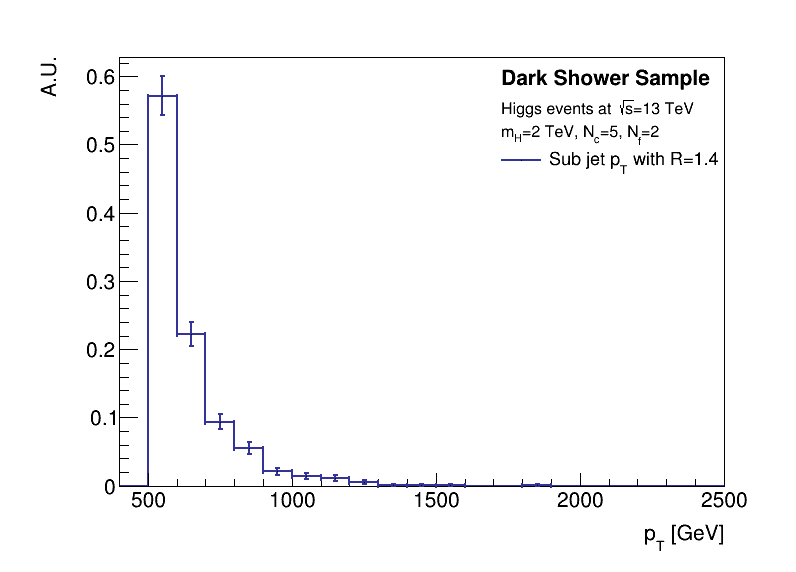 A.U.
0.6
0.5
0.4
0.3
0.2
0.1
0
Dark Shower Sample
Higgs events at √s=13 TeV
m_H=2 TeV, N_c=5, N_f=2
Sub jet p_T with R=1.4
500 1000 1500 2000 2500
p_T [GeV]